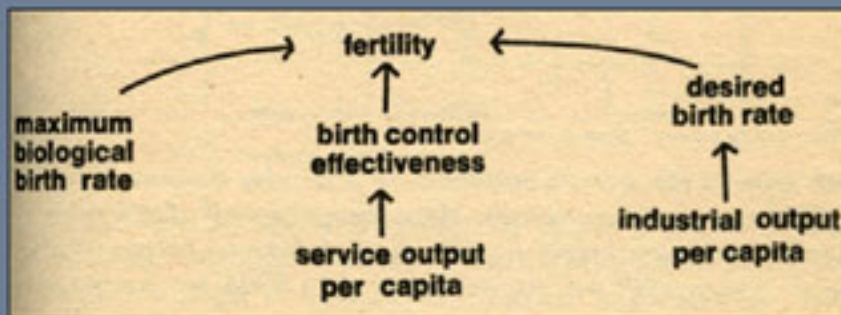 fertility
maximum
biological
birth rate
birth control
effectiveness
service output
per capita
desired
birth rate
industrial output
per capita